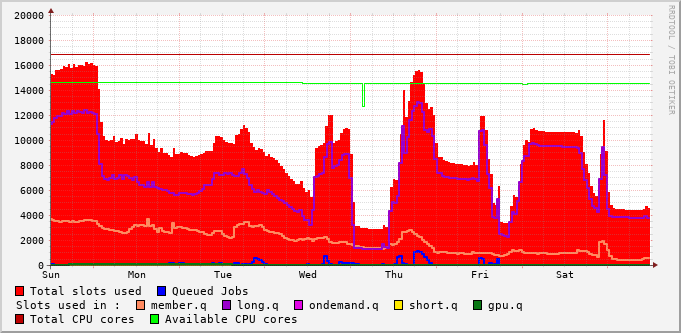 20000
18000
16000
14000
12000
10000
8000
6000
4000
2000
0
Sun Mon Tue Wed Thu Fri Sat
Total slots used Queued Jobs
Slots used in : member.q long.q ondemand.q short.q gpu.q
Total CPU cores Available CPU cores
RRDTOOL / TOBI OETIKER